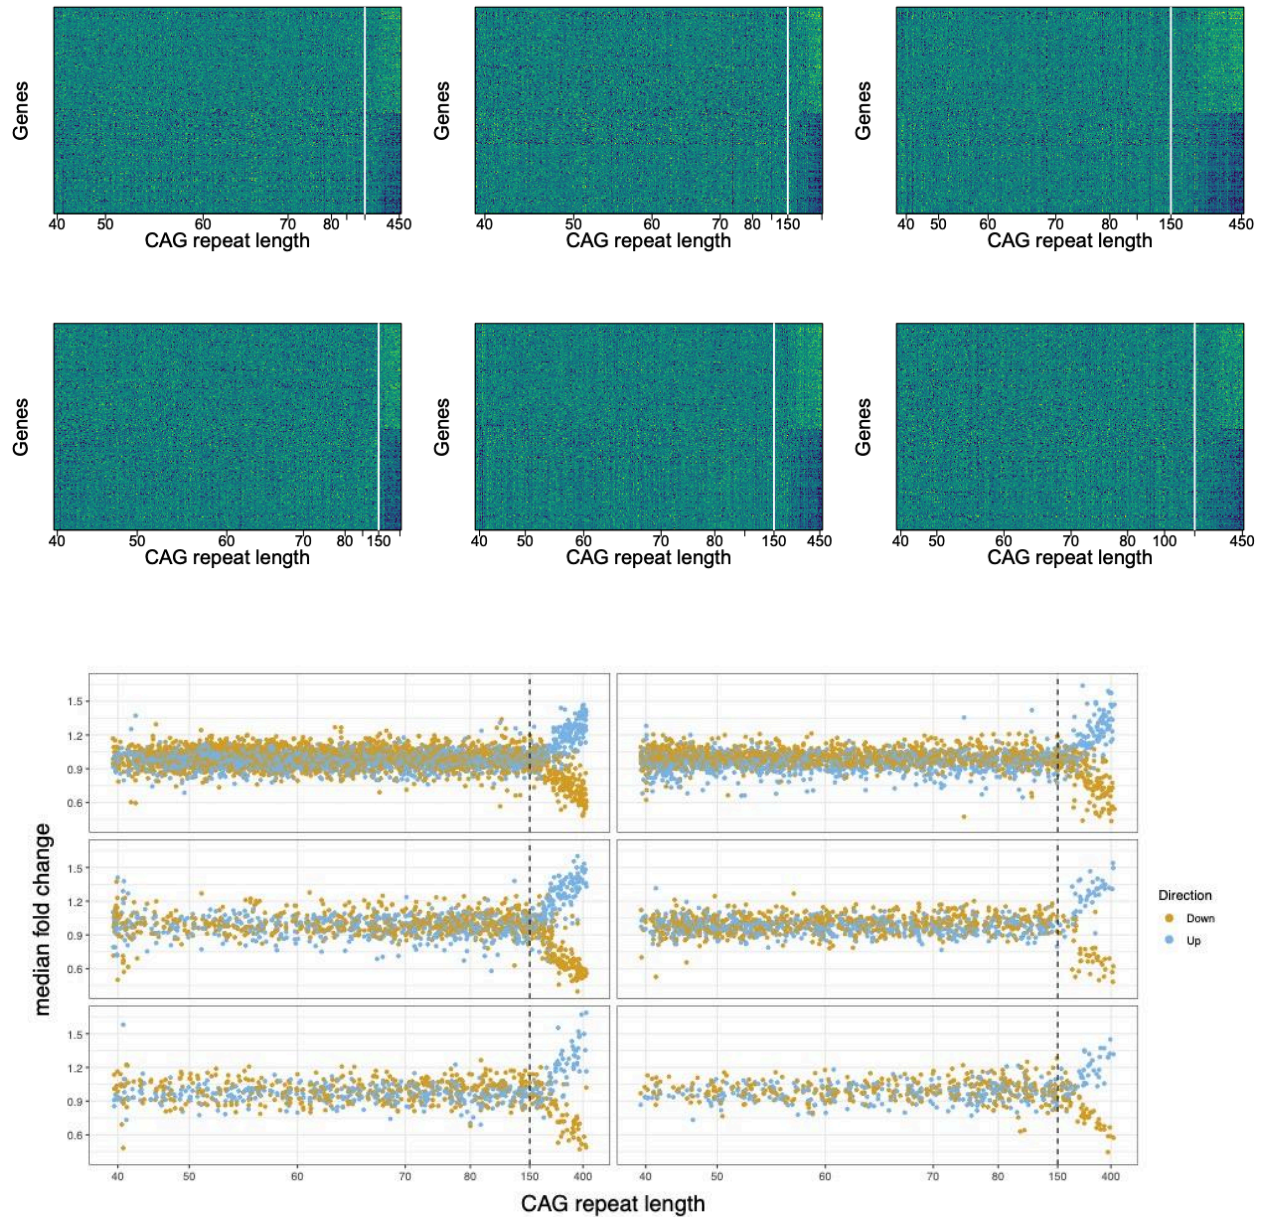 Genes
40 50 60 70 80 450
CAG repeat length
Genes
40 50 60 70 80 150
CAG repeat length
Genes
40 50 60 70 80 150 450
CAG repeat length
Genes
40 50 60 70 80 150
CAG repeat length
Genes
40 50 60 70 80 150 450
CAG repeat length
Genes
40 50 60 70 80 100 450
CAG repeat length
median fold change
1.5
1.2
0.9
0.6
1.5
1.2
0.9
0.6
1.5
1.2
0.9
0.6
40 50 60 70 80 150 400
40 50 60 70 80 150 400
CAG repeat length
Direction
Down
Up